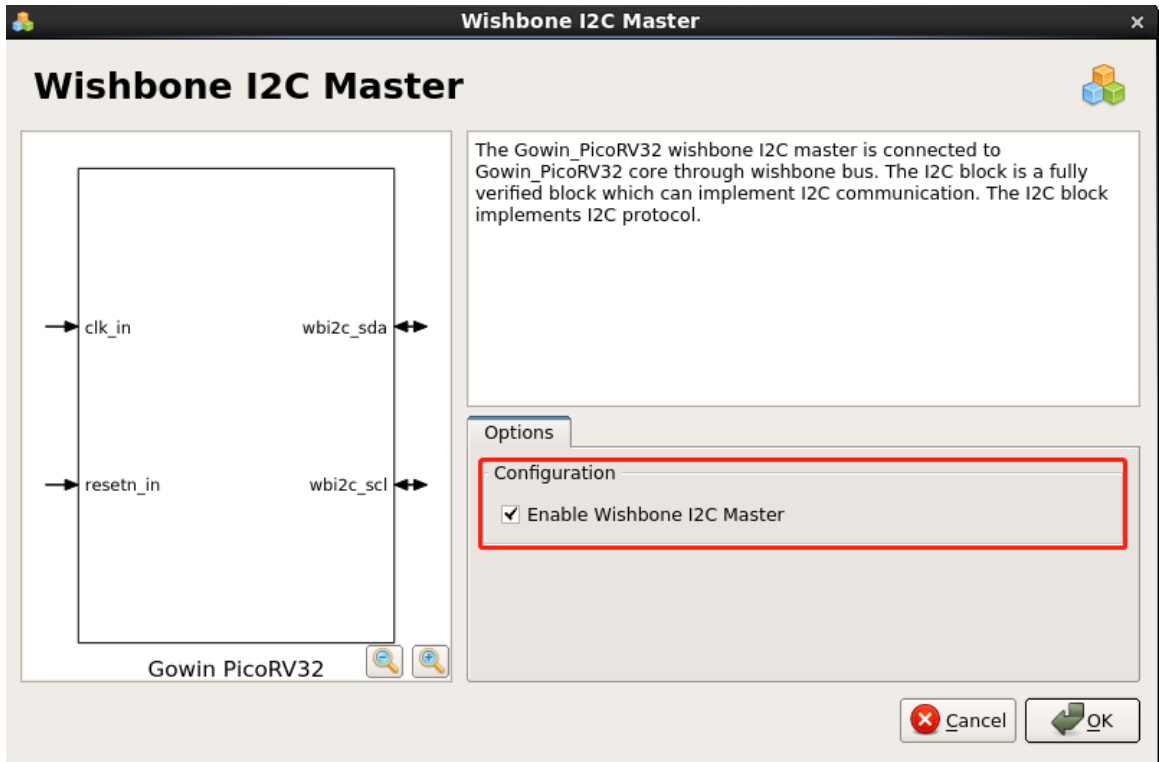 Wishbone I2C Master
Wishbone I2C Master
clk_in
wbi2c_sda
resetn_in
wbi2c_scl
Gowin PicoRV32
The Gowin_PicoRV32 wishbone I2C master is connected to
Gowin_PicoRV32 core through wishbone bus. The I2C block is a fully
verified block which can implement I2C communication. The I2C block
implements I2C protocol.
Options
Configuration
Enable Wishbone I2C Master
Cancel
OK